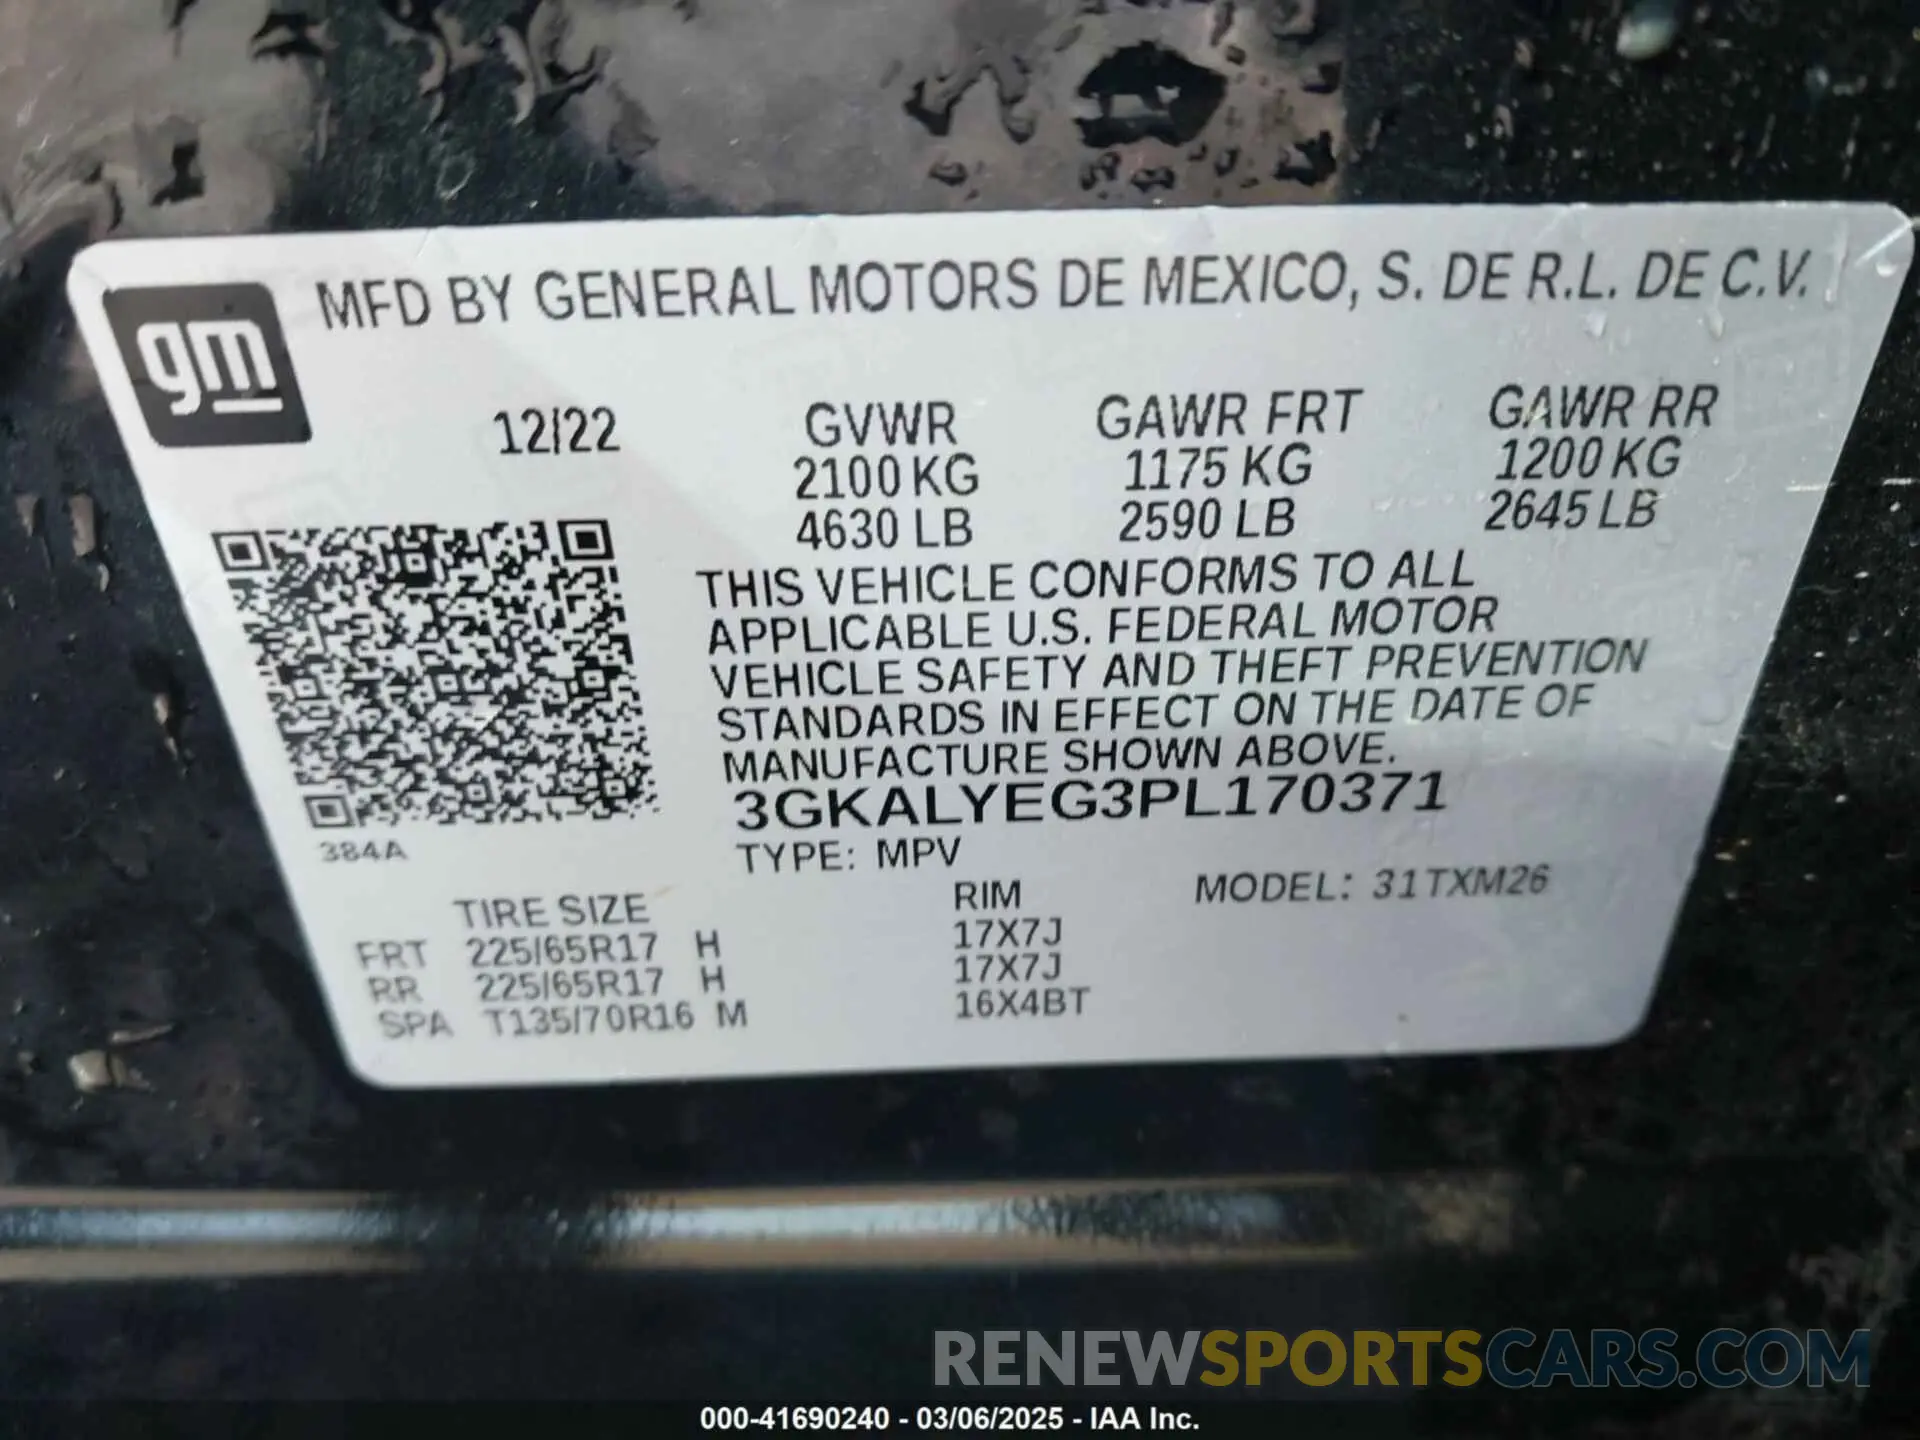 gm
MFD BY GENERAL MOTORS DE MEXICO, S. DE R.L. DE C.V.
12/22 GVWR GAWR FRT GAWR RR
2100 KG 1175 KG 1200 KG
4630 LB 2590 LB 2645 LB
THIS VEHICLE CONFORMS TO ALL
APPLICABLE U.S. FEDERAL MOTOR
VEHICLE SAFETY AND THEFT PREVENTION
STANDARDS IN EFFECT ON THE DATE OF
MANUFACTURE SHOWN ABOVE.
3GKALYEG3PL170371
384A
TYPE: MPV
TIRE SIZE RIM MODEL: 31TXM26
FRT 225/65R17 H 17X7J
RR 225/65R17 H 17X7J
SPA T135/70R16 M 16X4BT
RENEWSPORTSCARS.COM
000-41690240 - 03/06/2025 - IAA Inc.